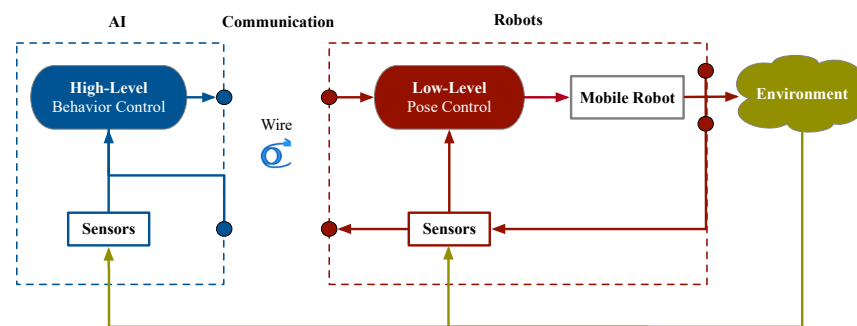 AI
Communication
Robots
High-Level
Behavior Control
Wire
Low-Level
Pose Control
Mobile Robot
Environment
Sensors
Sensors